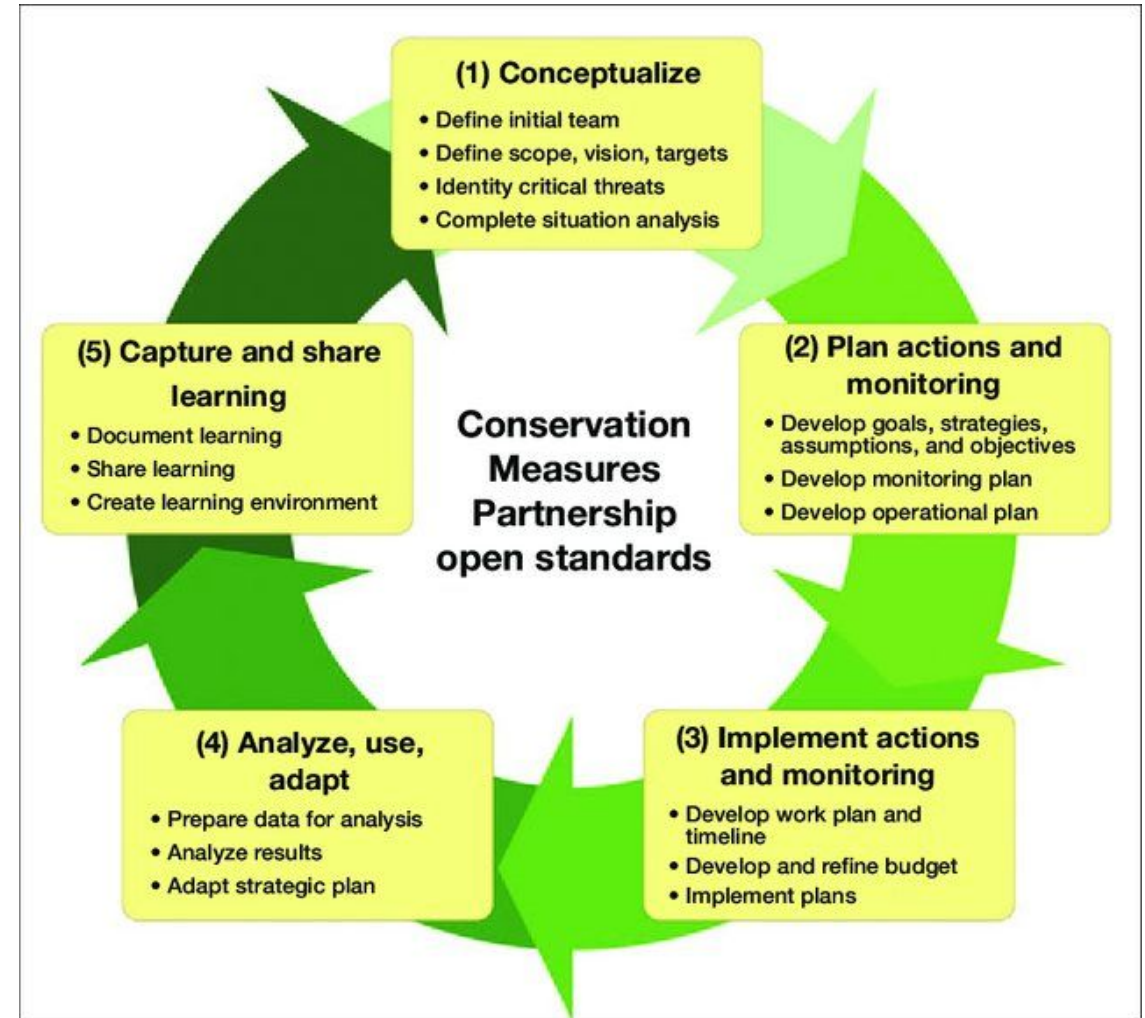 (1) Conceptualize
• Define initial team
• Define scope, vision, targets
• Identity critical threats
• Complete situation analysis
(2) Plan actions and
monitoring
• Develop goals, strategies,
assumptions, and objectives
• Develop monitoring plan
• Develop operational plan
(3) Implement actions
and monitoring
• Develop work plan and
timeline
• Develop and refine budget
• Implement plans
(4) Analyze, use,
adapt
• Prepare data for analysis
• Analyze results
• Adapt strategic plan
(5) Capture and share
learning
• Document learning
• Share learning
• Create learning environment
Conservation
Measures
Partnership
open standards